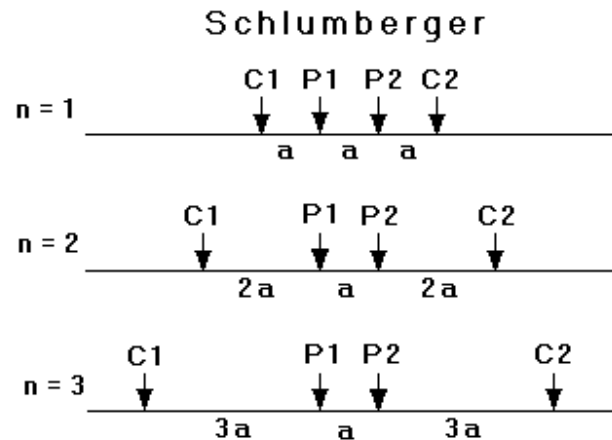 Schlumberger
C1 P1 P2 C2
n = 1
a a a
C1 P1 P2 C2
n = 2
2a a 2a
C1 P1 P2 C2
n = 3
3a a 3a